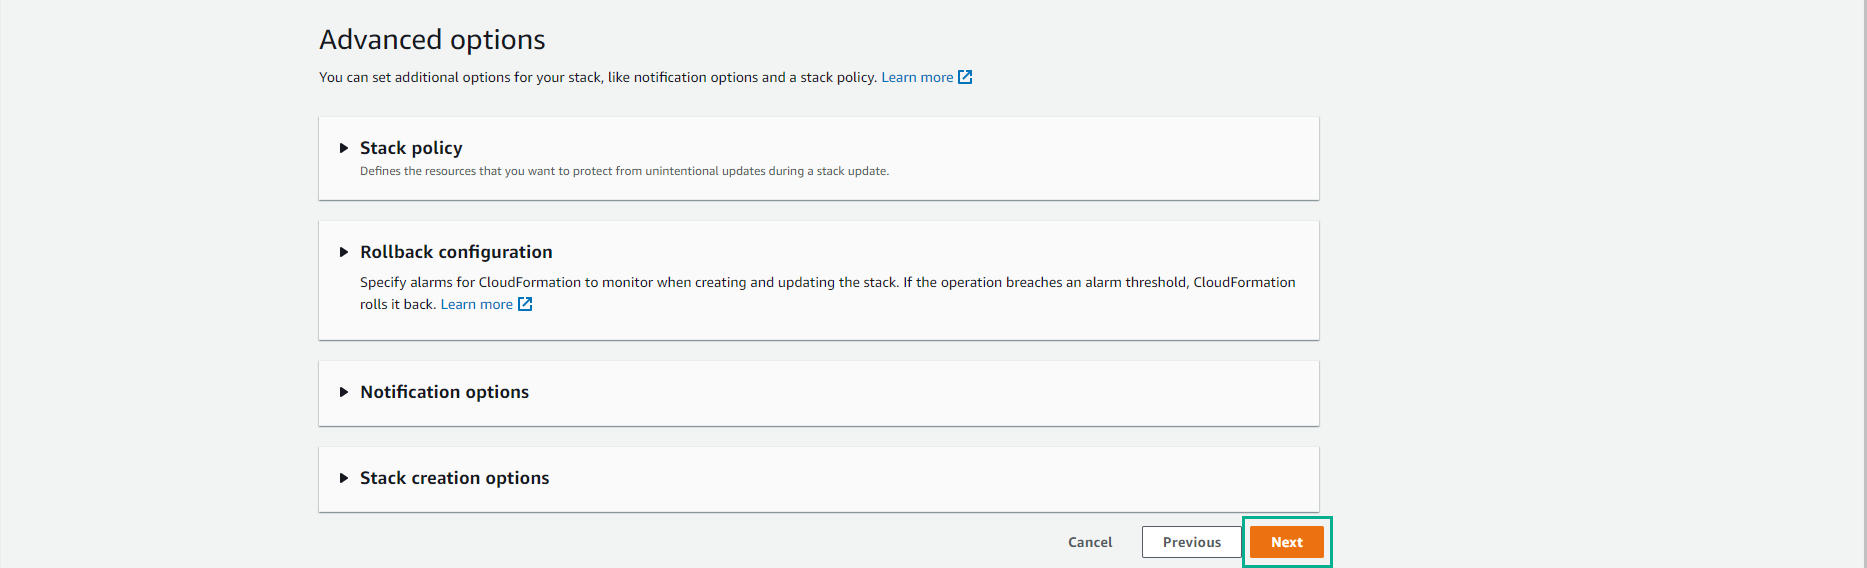 Advanced options
You can set additional options for your stack, like notification options and a stack policy. Learn more
Stack policy
Defines the resources that you want to protect from unintentional updates during a stack update.
Rollback configuration
Specify alarms for CloudFormation to monitor when creating and updating the stack. If the operation breaches an alarm threshold, CloudFormation
rolls it back. Learn more
Notification options
Stack creation options
Cancel Previous Next